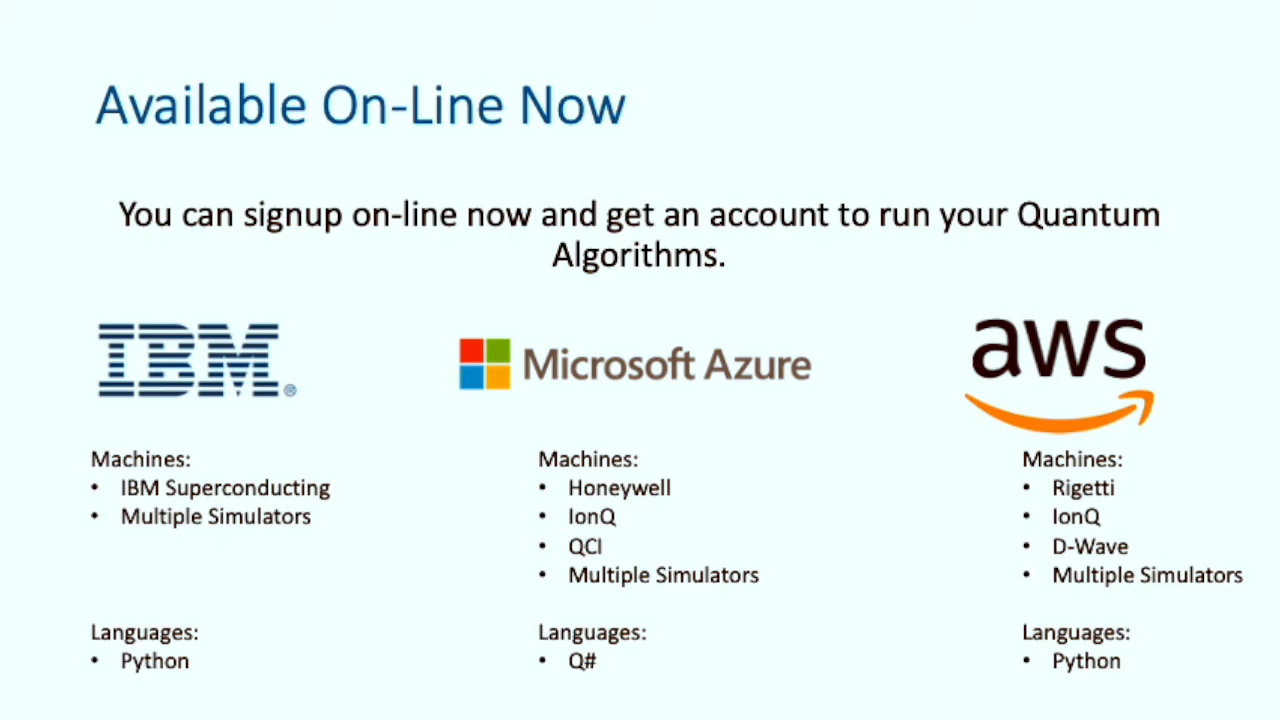 Available On-Line Now
You can signup on-line now and get an account to run your Quantum
Algorithms.
IBM®
Microsoft Azure
aws
Machines:
• IBM Superconducting
• Multiple Simulators
Languages:
• Python
Machines:
• Honeywell
• IonQ
• QCI
• Multiple Simulators
Languages:
• Q#
Machines:
• Rigetti
• IonQ
• D-Wave
• Multiple Simulators
Languages:
• Python